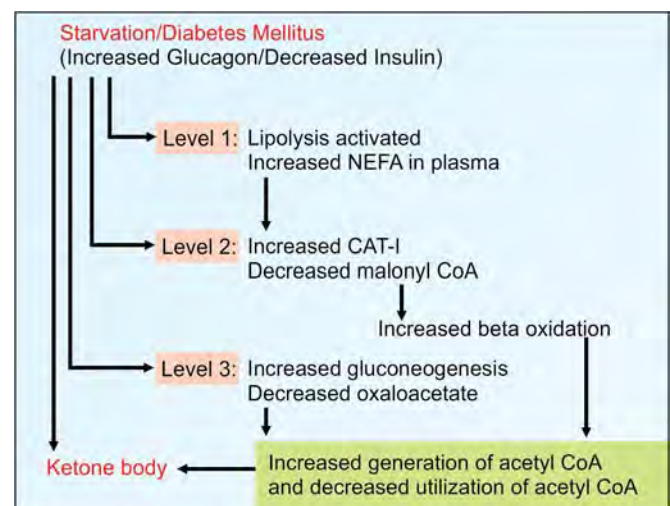 Starvation/Diabetes Mellitus
(Increased Glucagon/Decreased Insulin)
Level 1: Lipolysis activated
Increased NEFA in plasma
Level 2: Increased CAT-I
Decreased malonyl CoA
Increased beta oxidation
Level 3: Increased gluconeogenesis
Decreased oxaloacetate
Ketone body
Increased generation of acetyl CoA
and decreased utilization of acetyl CoA